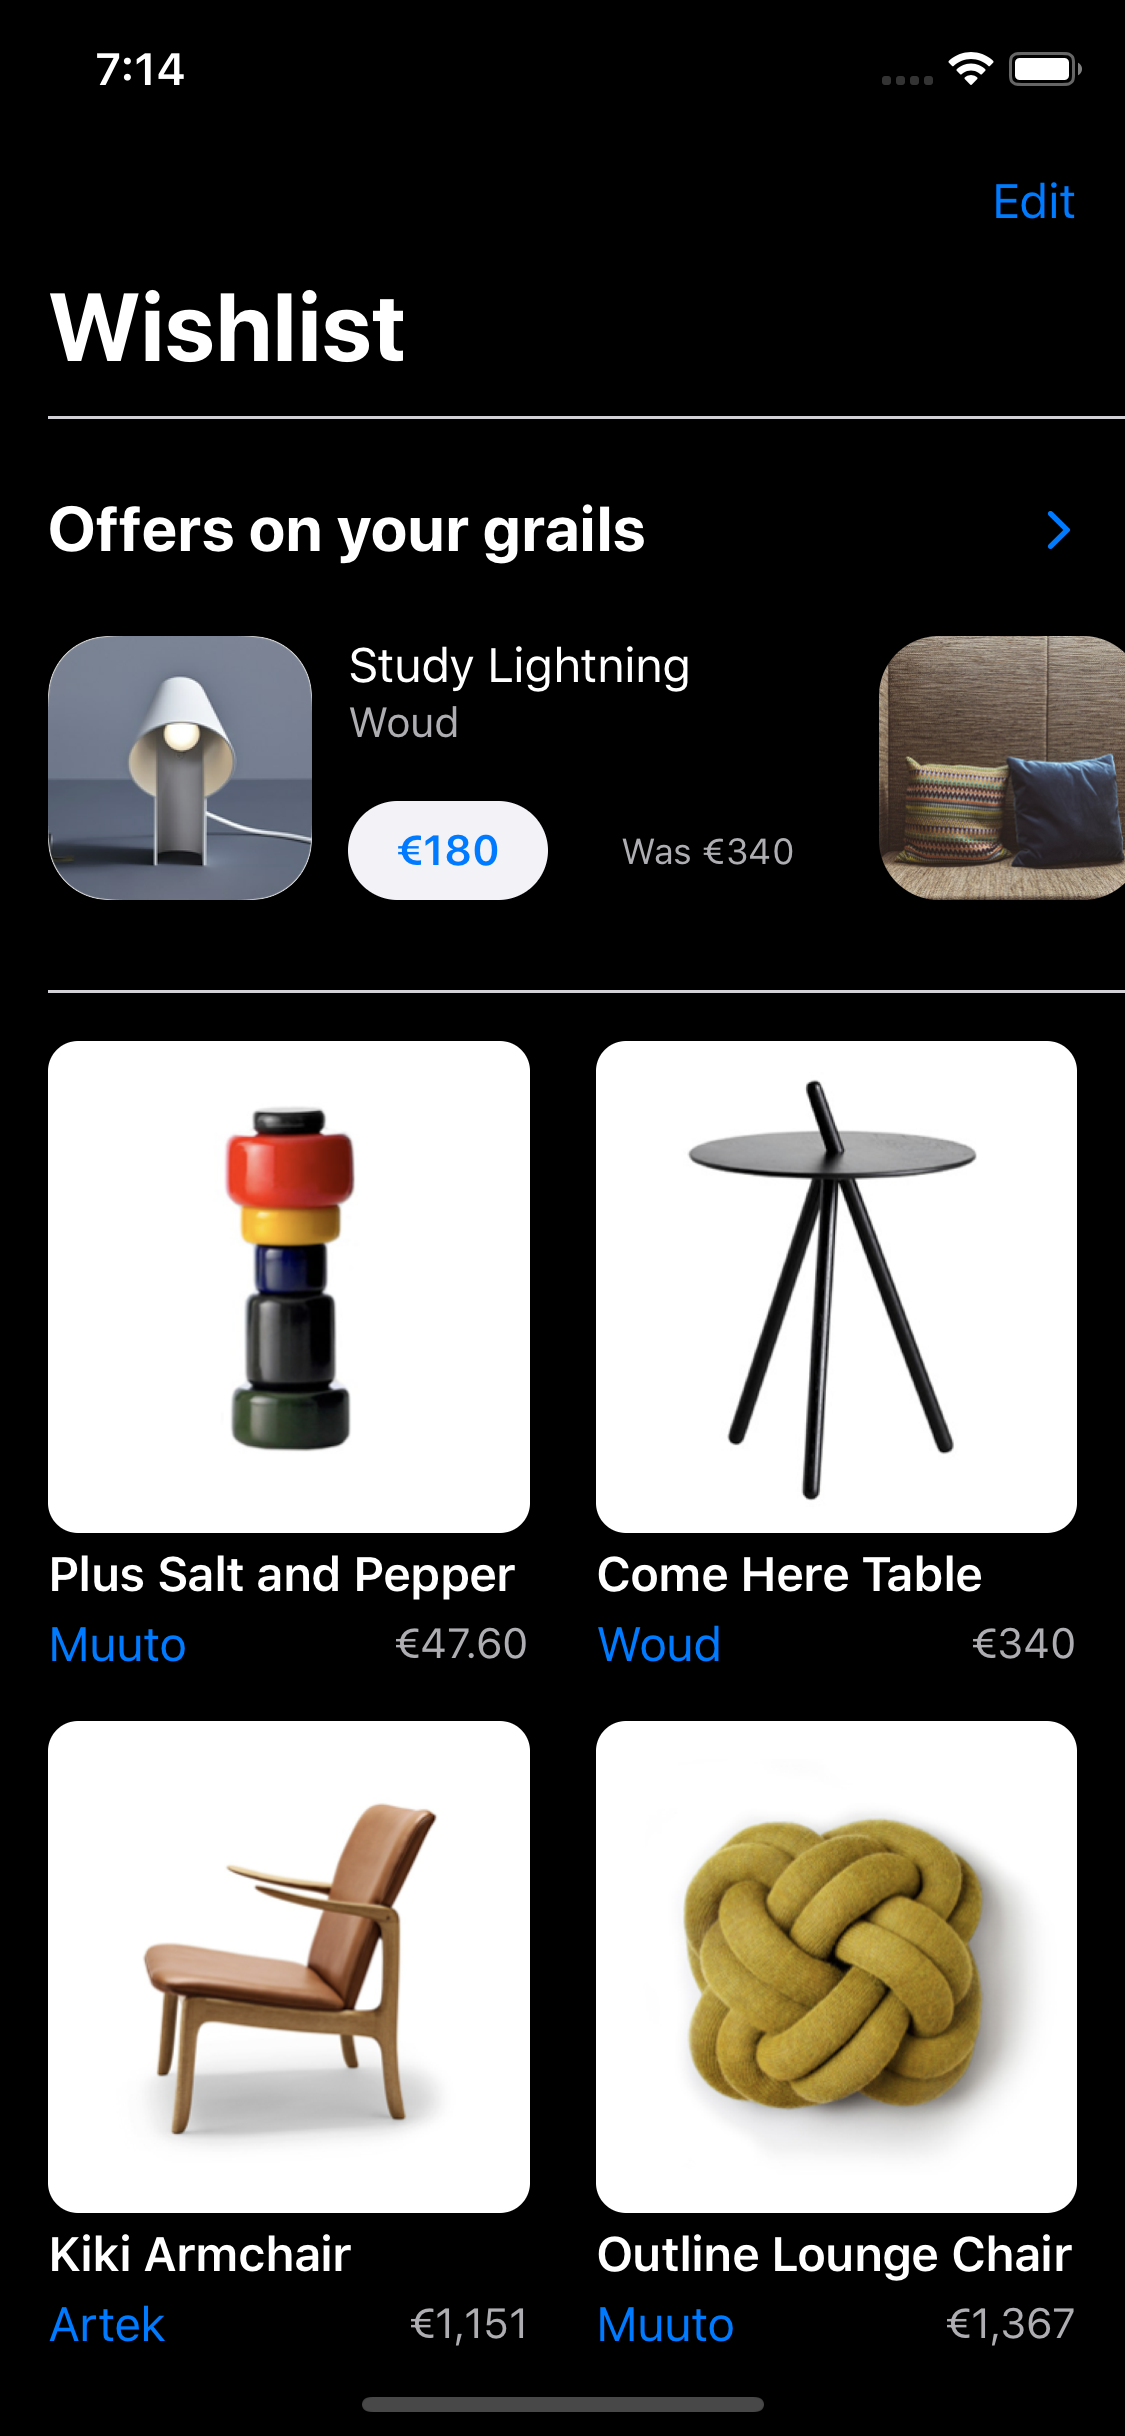 7:14
Edit
Wishlist
Offers on your grails
Study Lightning
Woud
€180
Was €340
Plus Salt and Pepper
Muuto €47.60
Come Here Table
Woud €340
Kiki Armchair
Artek €1,151
Outline Lounge Chair
Muuto €1,367